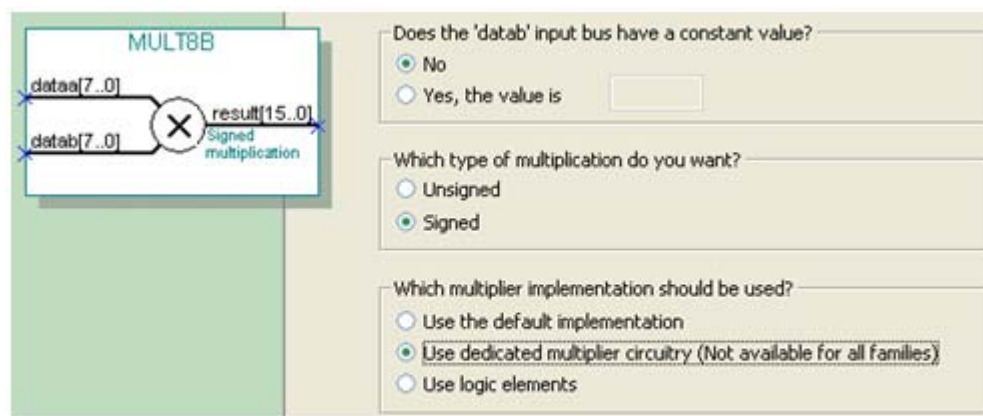 MULT8B
dataa[7..0]
datab[7..0]
result[15..0]
Signed
multiplication
Does the 'datab' input bus have a constant value?
No
Yes, the value is
Which type of multiplication do you want?
Unsigned
Signed
Which multiplier implementation should be used?
Use the default implementation
Use dedicated multiplier circuitry (Not available for all families)
Use logic elements